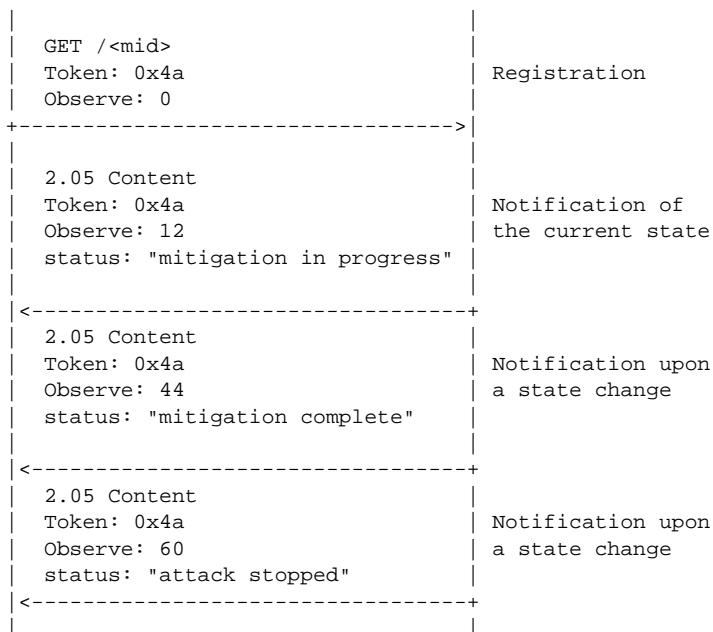 GET /<mid>
Token: 0x4a Registration
Observe: 0
2.05 Content
Token: 0x4a Notification of
Observe: 12 the current state
status: "mitigation in progress"
2.05 Content
Token: 0x4a Notification upon
Observe: 44 a state change
status: "mitigation complete"
2.05 Content
Token: 0x4a Notification upon
Observe: 60 a state change
status: "attack stopped"